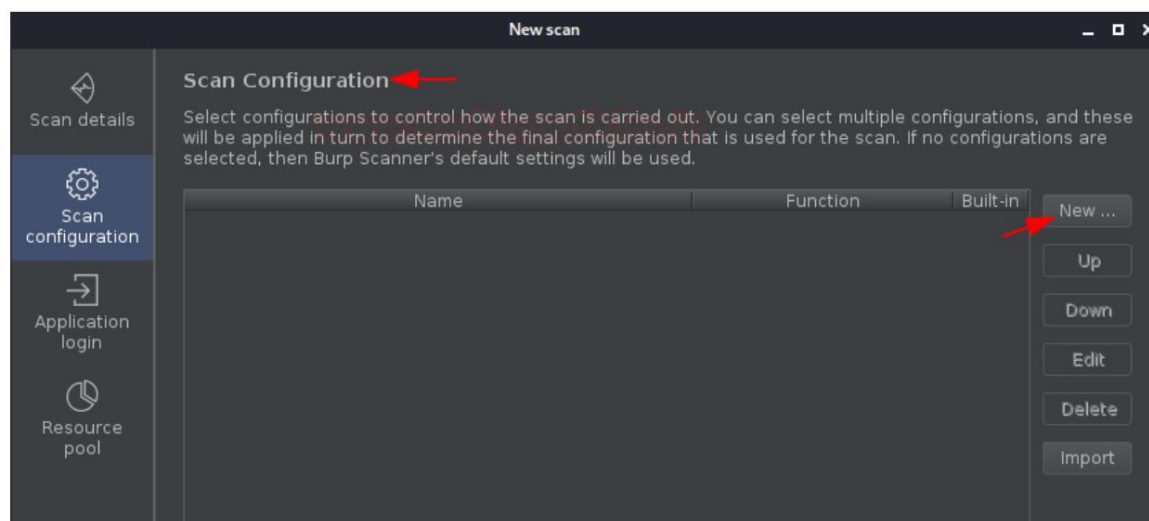 New scan
Scan details
Scan
configuration
Application
login
Resource
pool
Scan Configuration
Select configurations to control how the scan is carried out. You can select multiple configurations, and these
will be applied in turn to determine the final configuration that is used for the scan. If no configurations are
selected, then Burp Scanner's default settings will be used.
Name Function Built-in
New ...
Up
Down
Edit
Delete
Import